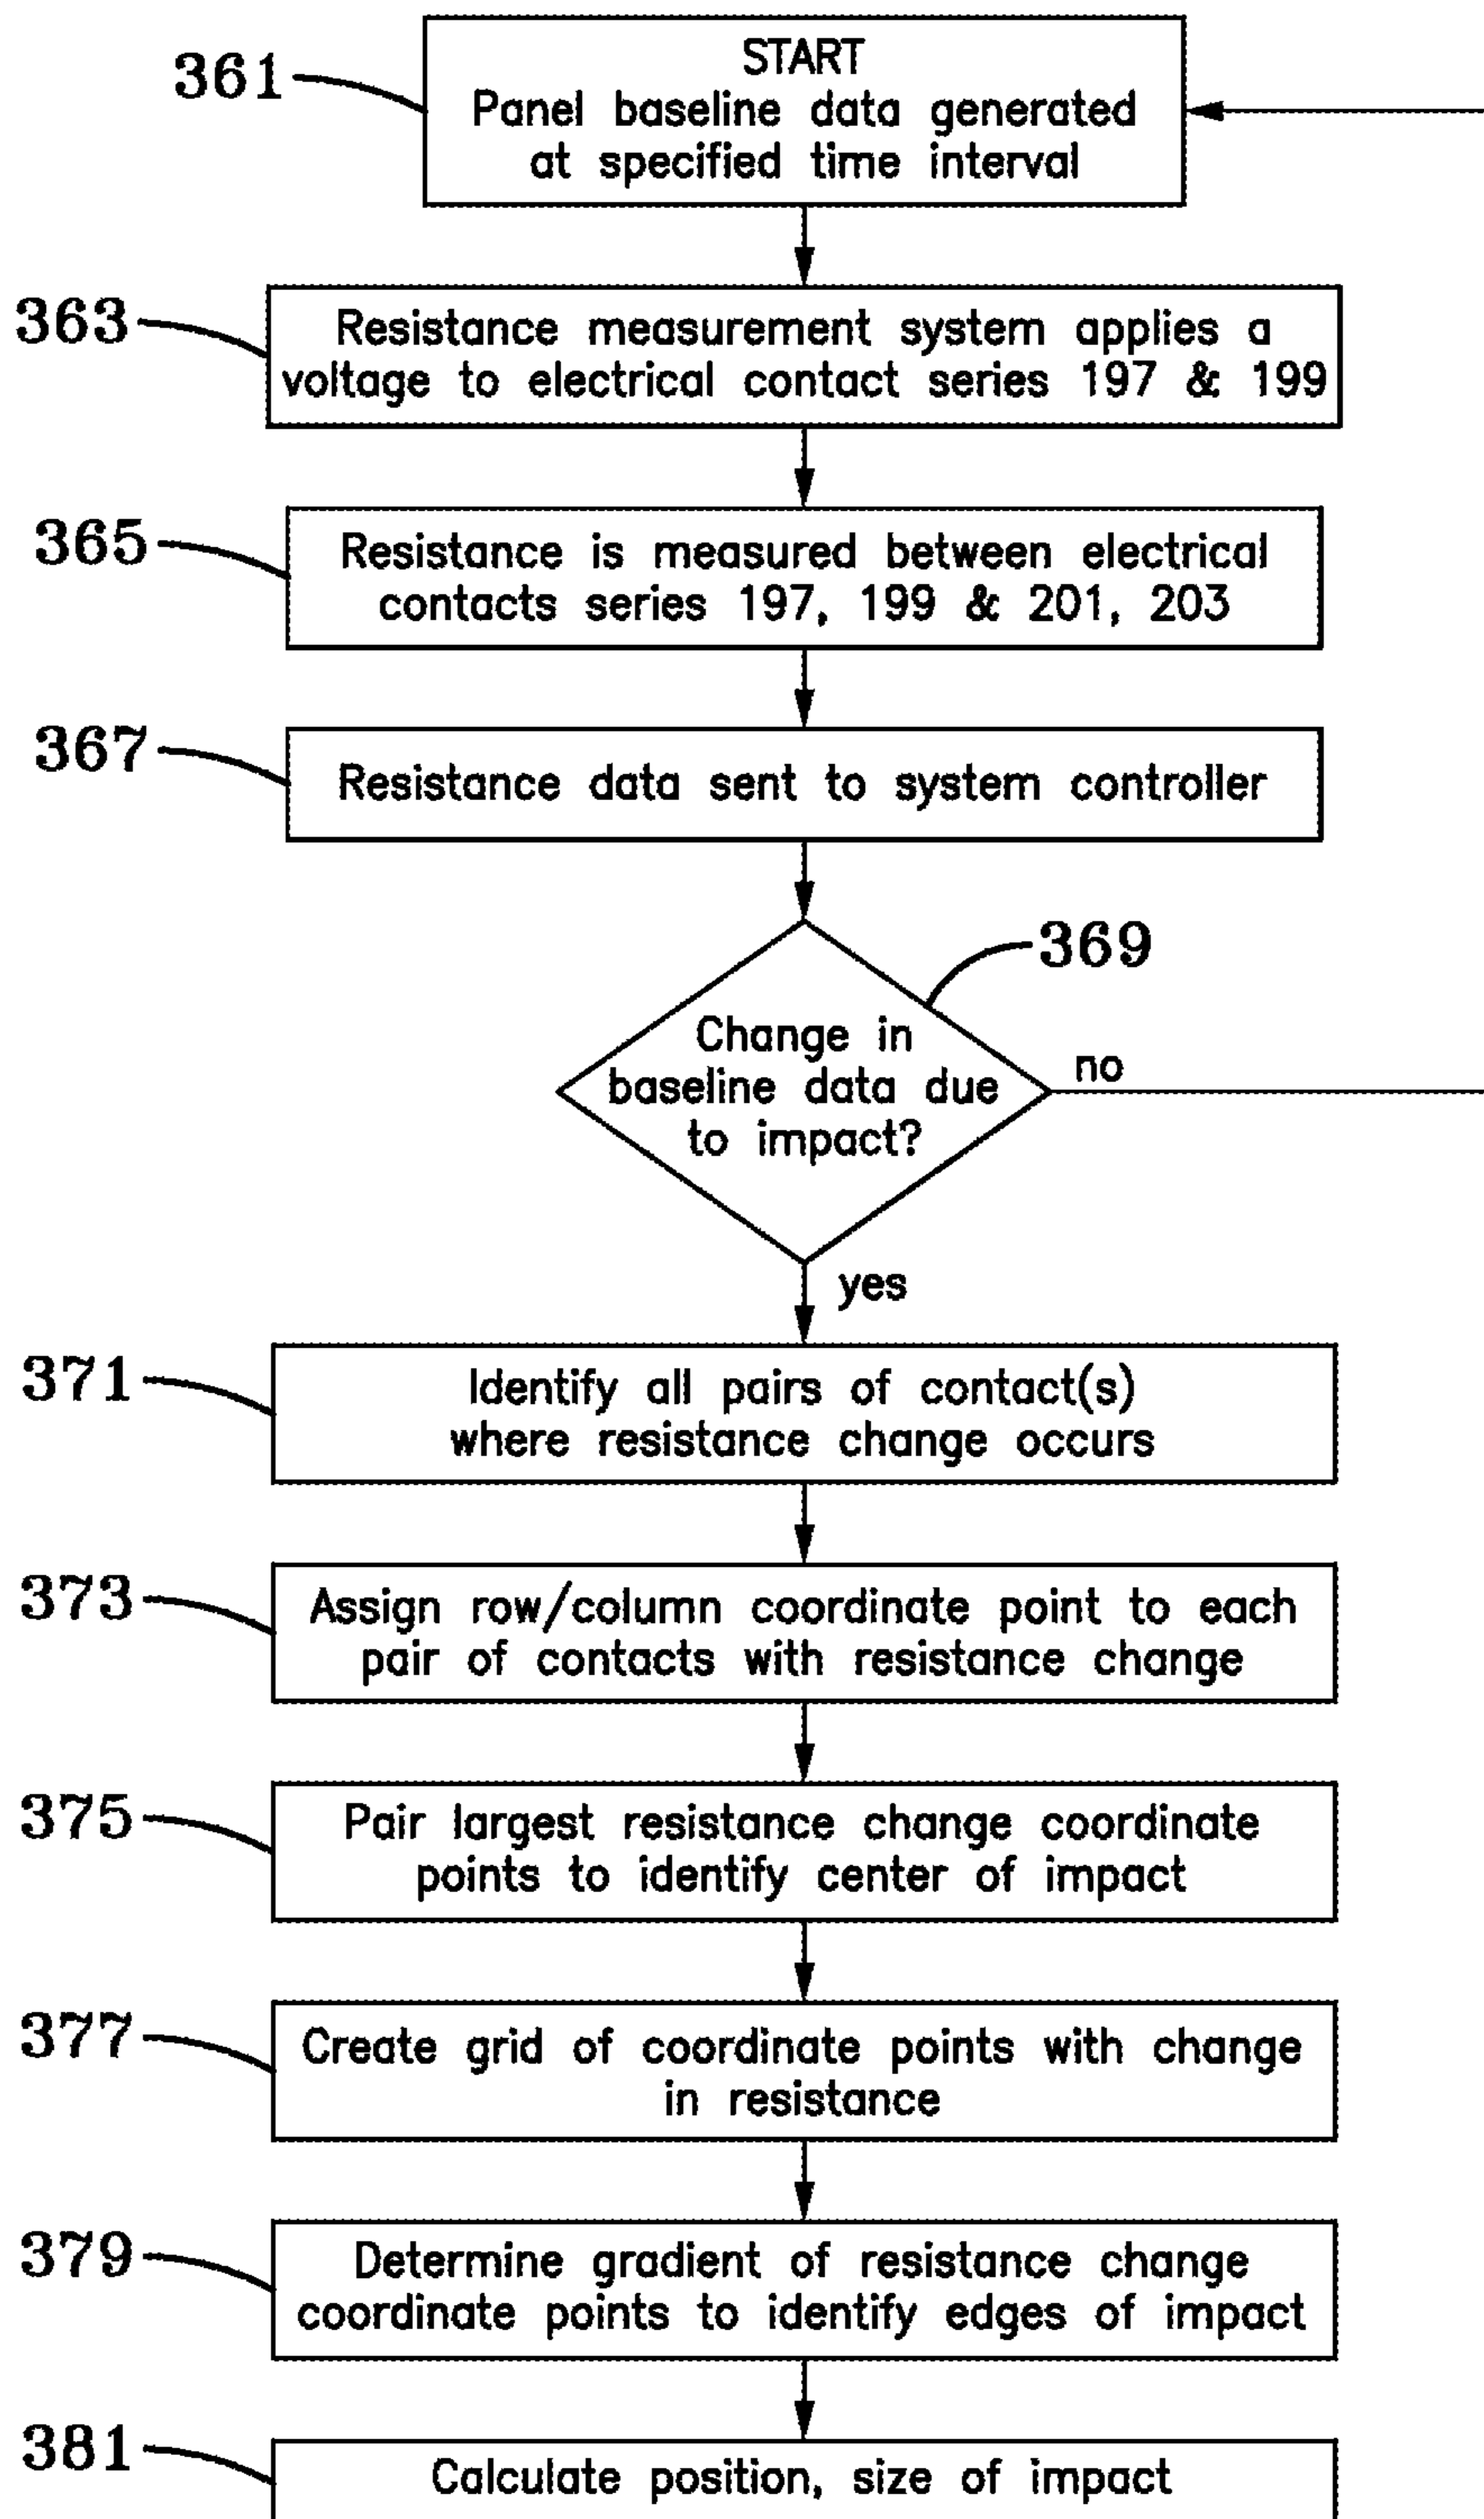 361
START
Panel baseline data generated
at specified time interval
363
Resistance measurement system applies a
voltage to electrical contact series 197 & 199
365
Resistance is measured between electrical
contacts series 197, 199 & 201, 203
367
Resistance data sent to system controller
369
Change in
baseline data due
to impact?
no
yes
371
Identify all pairs of contact(s)
where resistance change occurs
373
Assign row/column coordinate point to each
pair of contacts with resistance change
375
Pair largest resistance change coordinate
points to identify center of impact
377
Create grid of coordinate points with change
in resistance
379
Determine gradient of resistance change
coordinate points to identify edges of impact
381
Calculate position, size of impact